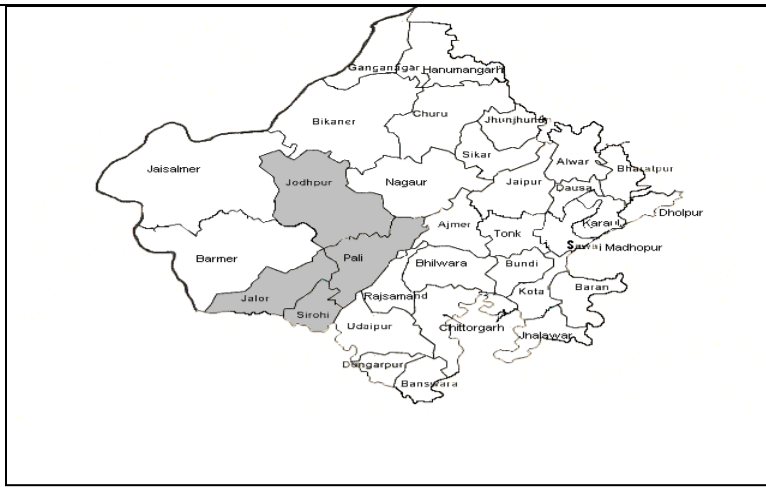 Ganganagar
Hanumangarh
Bikaner
Churu
Jhunjhunu
Sikar
Alwar
Bharatpur
Jaisalmer
Jodhpur
Nagaur
Jaipur
Dausa
Dholpur
Ajmer
Tonk
Karauli
Sawai Madhopur
Barmer
Pali
Bhilwara
Bundi
Kota
Baran
Jalor
Sirohi
Rajsamand
Udaipur
Chittorgarh
Jhalawar
Dungarpur
Banswara